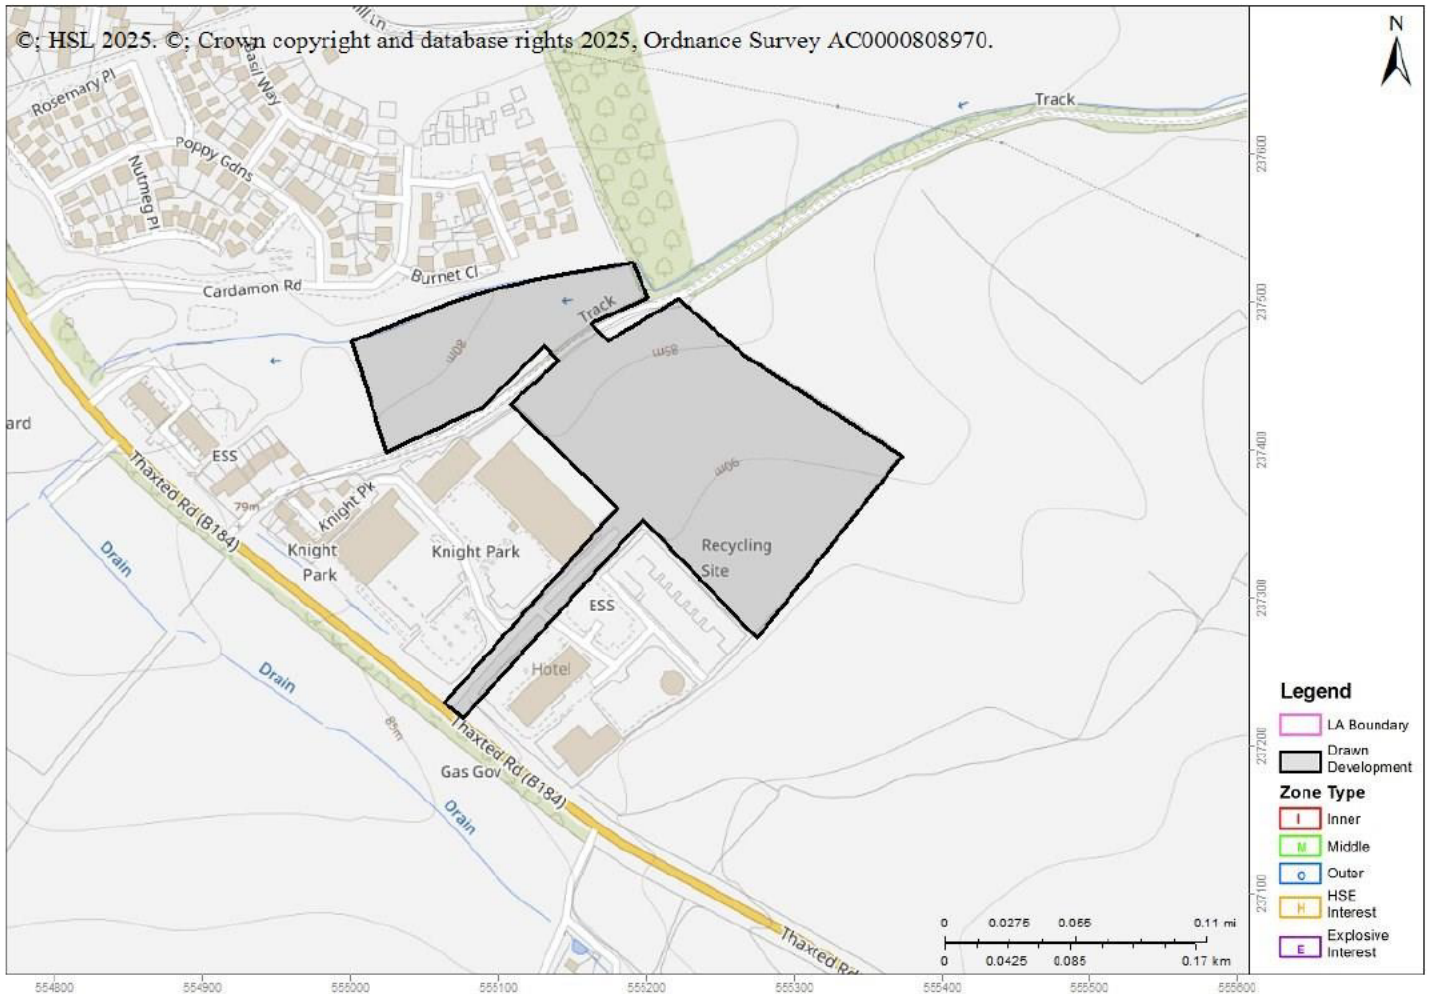 ©; HSL 2025. ©; Crown copyright and database rights 2025, Ordnance Survey AC0000808970.
N
Rosemary Pl
Basil Way
Track
Poppy Gdns
Nutmeg Pl
237600
Burnet Cl
Cardamon Rd
Track
237500
80m
85m
ard
ESS
237400
90m
Thaxted Rd (B184)
79m
Knight Pk
Knight
Park
Knight Park
Recycling
Site
Drain
237300
ESS
Hotel
Drain
85m
237200
Thaxted Rd (B184)
Gas Gov
Drain
237100
Thaxted Rd
0 0.0275 0.055 0.11 mi
0 0.0425 0.085 0.17 km
Legend
LA Boundary
Drawn
Development
Zone Type
I Inner
M Middle
O Outer
H HSE
Interest
E Explosive
Interest
554800 554900 555000 555100 555200 555300 555400 555500 555600